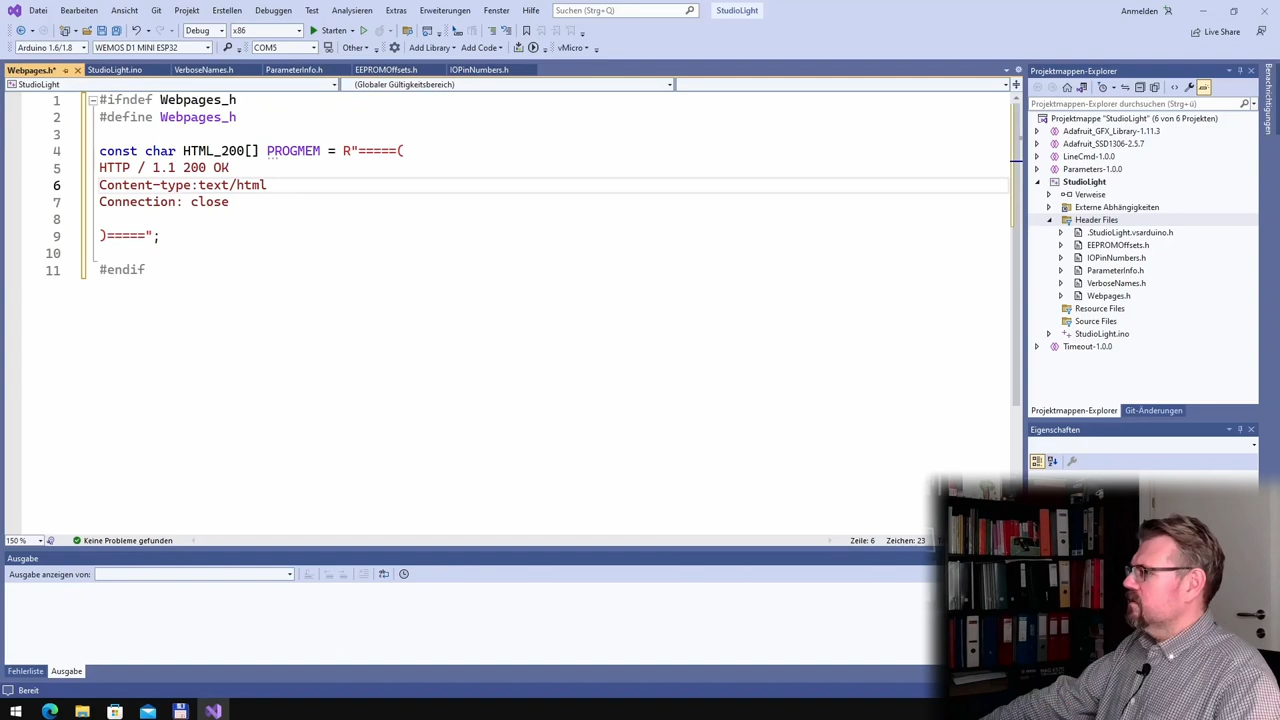 Datei Bearbeiten Ansicht Git Projekt Erstellen Debuggen Test Analysieren Extras Erweiterungen Fenster Hilfe Suchen (Strg+Q) StudioLight Anmelden
Debug x86 Starten Live Share
Arduino 1.6/1.8 WEMOS D1 MINI ESP32 COM5 Other Add Library Add Code vMicro
Webpages.h* StudioLight.ino VerboseNames.h ParameterInfo.h EEPROMOffsets.h IOPinNumbers.h
StudioLight (Globaler Gültigkeitsbereich)
1 #ifndef Webpages_h
2 #define Webpages_h
3
4 const char HTML_200[] PROGMEM = R"=====(
5 HTTP / 1.1 200 OK
6 Content-type:text/html
7 Connection: close
8
9 )=====";
10
11 #endif
150 % Keine Probleme gefunden Zeile: 6 Zeichen: 23
Ausgabe
Ausgabe anzeigen von:
Fehlerliste Ausgabe
Bereit
Projektmappen-Explorer
Projektmappen-Explorer durchsuchen (Strg+ü)
Projektmappe "StudioLight" (6 von 6 Projekten)
Adafruit_GFX_Library-1.11.3
Adafruit_SSD1306-2.5.7
LineCmd-1.0.0
Parameters-1.0.0
StudioLight
Verweise
Externe Abhängigkeiten
Header Files
.StudioLight.vsarduino.h
EEPROMOffsets.h
IOPinNumbers.h
ParameterInfo.h
VerboseNames.h
Webpages.h
Resource Files
Source Files
StudioLight.ino
Timeout-1.0.0
Projektmappen-Explorer Git-Änderungen
Eigenschaften
Benachrichtigungen